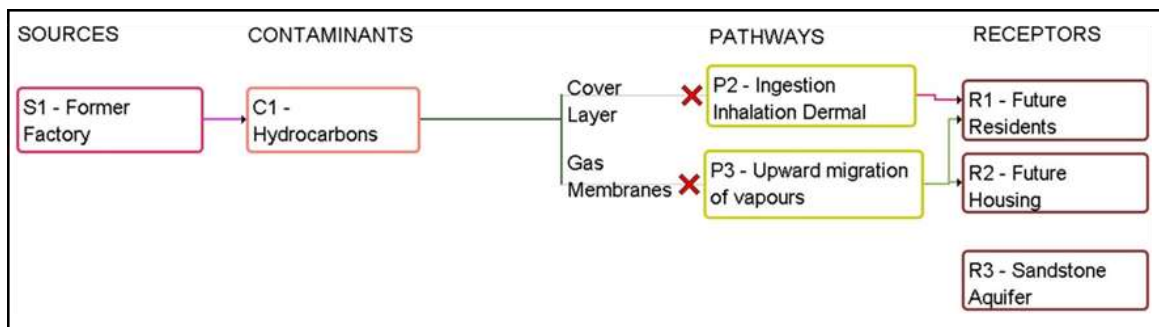 SOURCES
CONTAMINANTS
PATHWAYS
RECEPTORS
S1 - Former
Factory
C1 -
Hydrocarbons
Cover
Layer
Gas
Membranes
P2 - Ingestion
Inhalation Dermal
P3 - Upward migration
of vapours
R1 - Future
Residents
R2 - Future
Housing
R3 - Sandstone
Aquifer